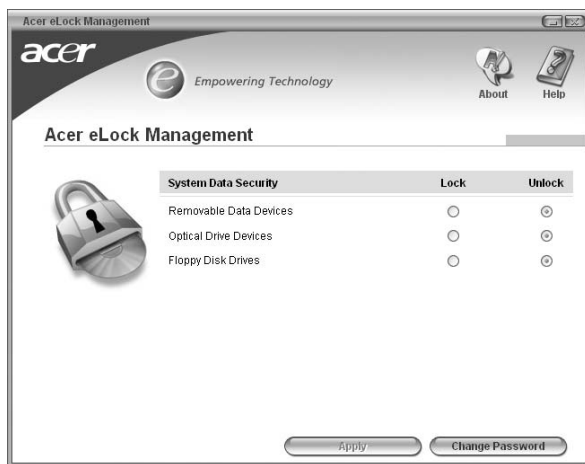 Acer eLock Management
acer
e Empowering Technology
About Help
Acer eLock Management
System Data Security Lock Unlock
Removable Data Devices
Optical Drive Devices
Floppy Disk Drives
Apply Change Password